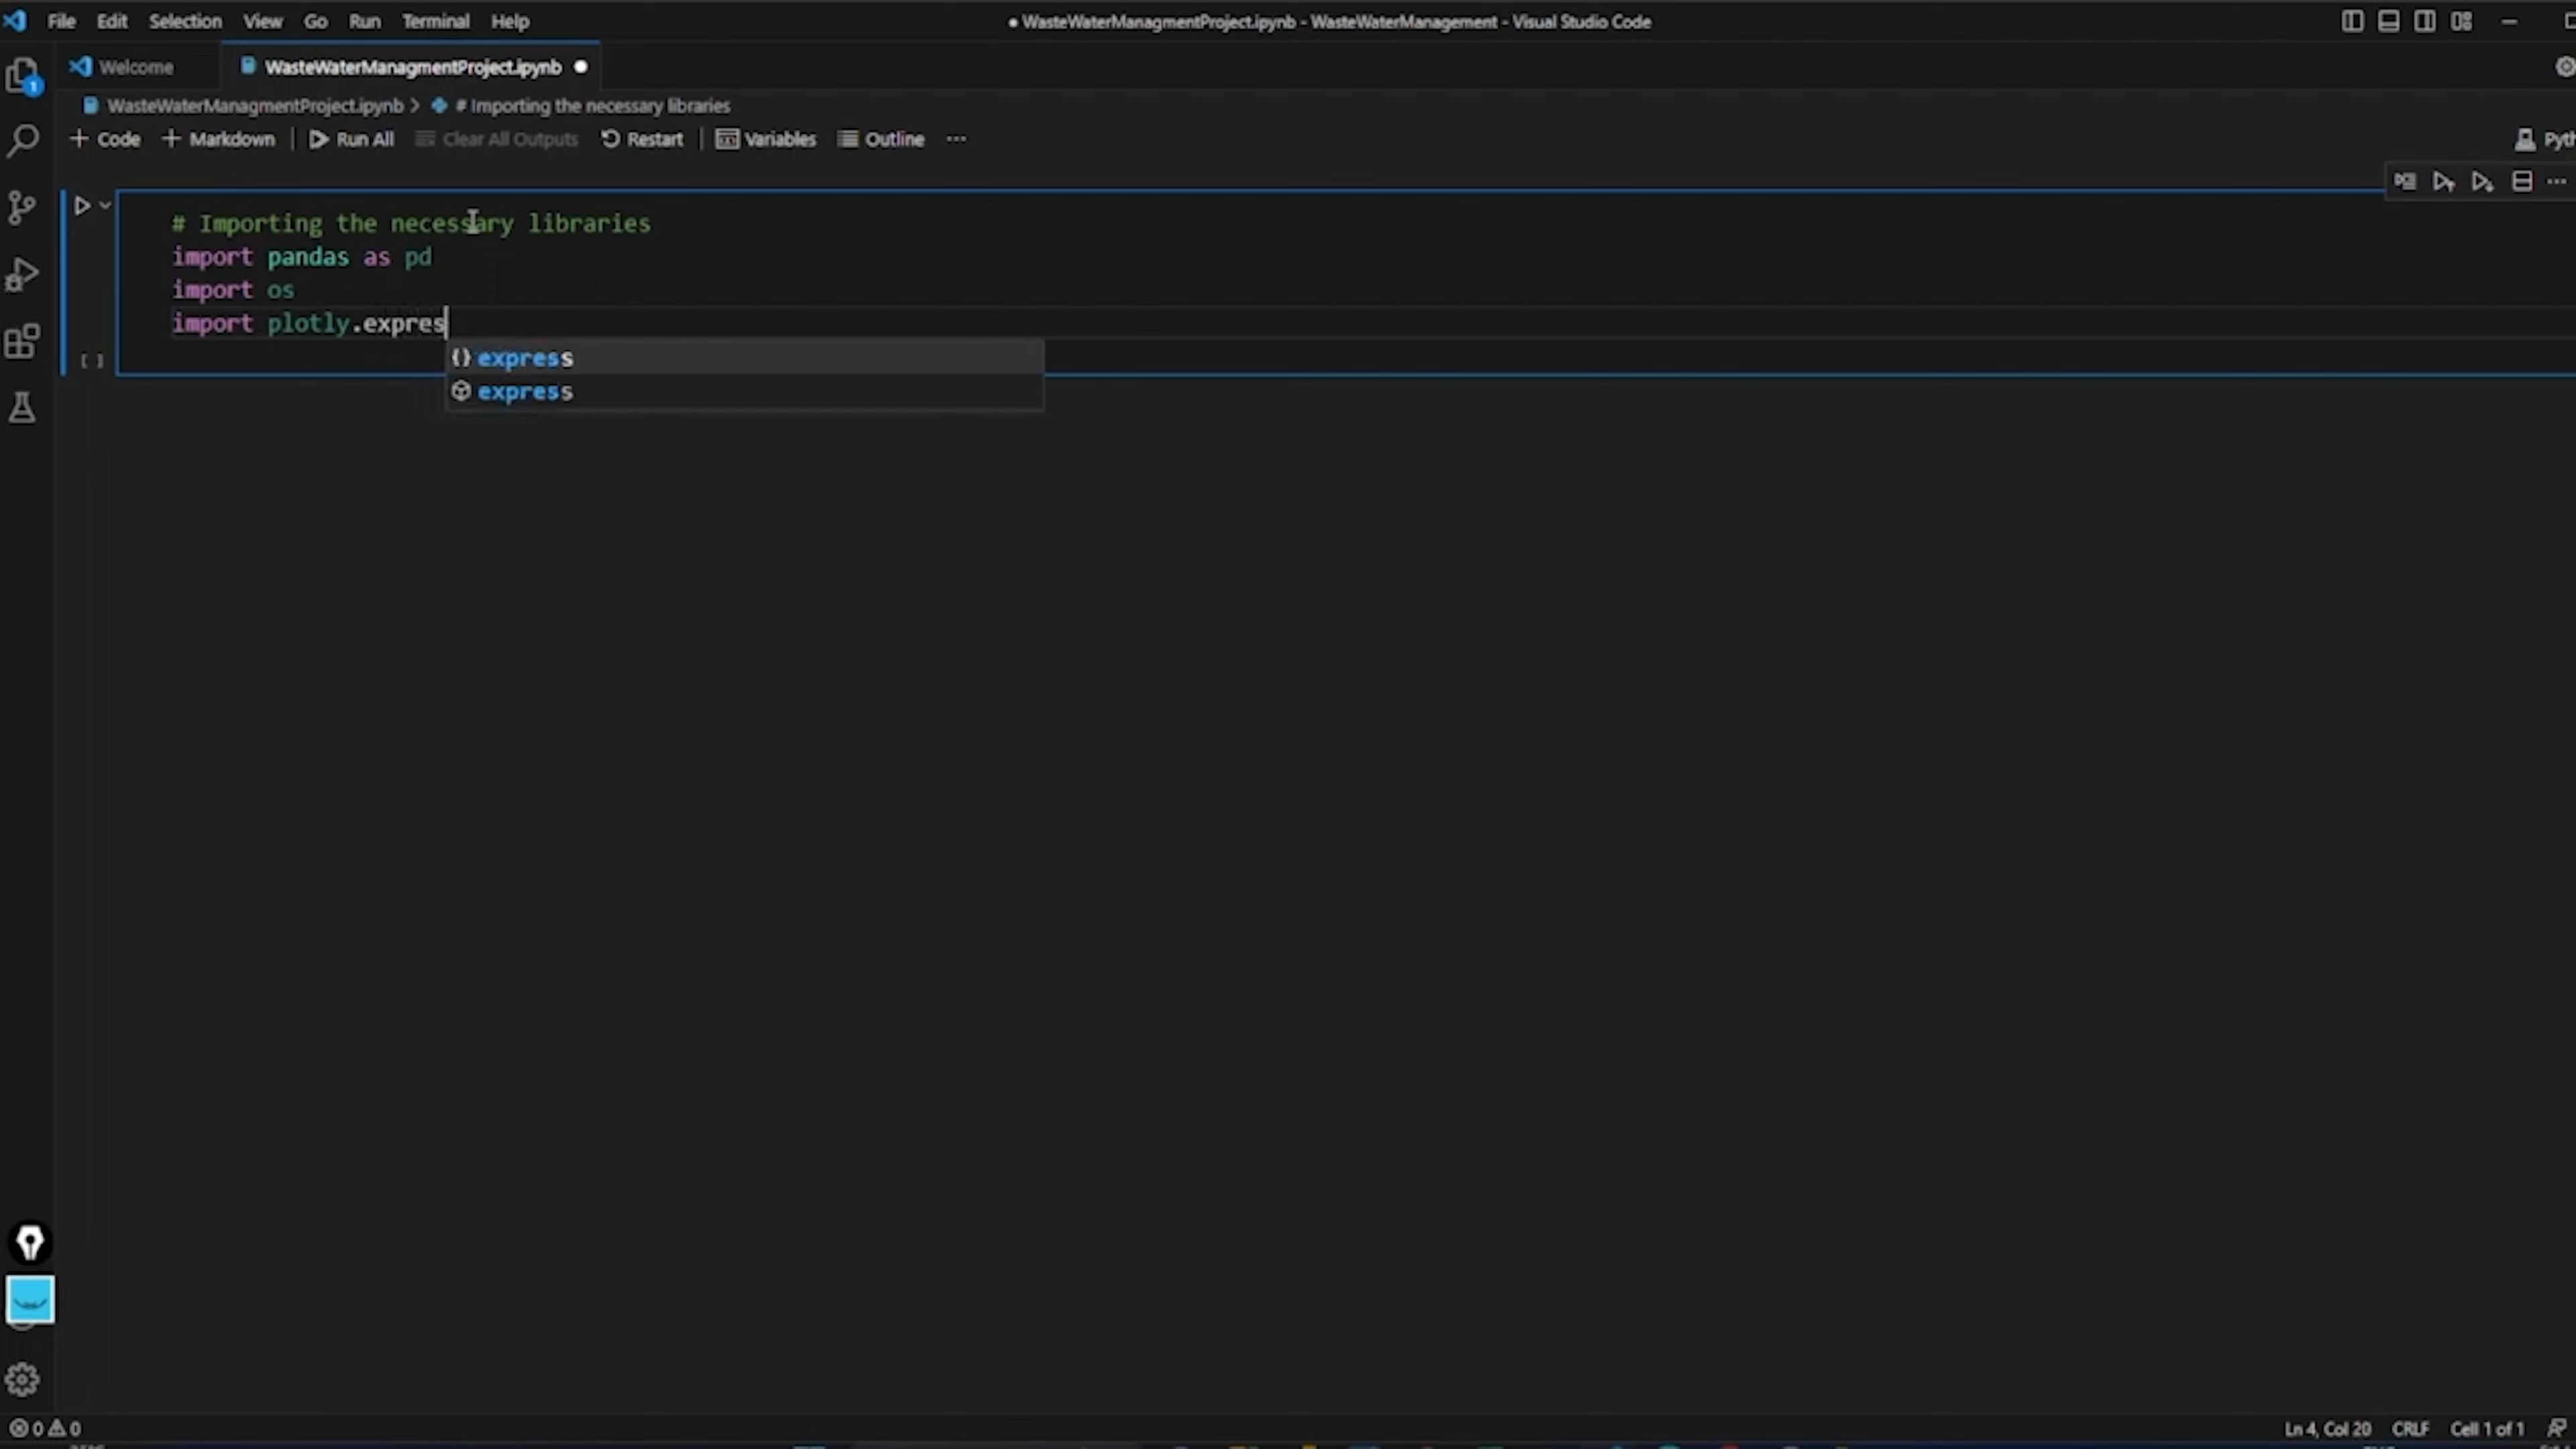 File Edit Selection View Go Run Terminal Help
● WasteWaterManagmentProject.ipynb - WasteWaterManagement - Visual Studio Code
1
Welcome
WasteWaterManagmentProject.ipynb
WasteWaterManagmentProject.ipynb > # Importing the necessary libraries
+ Code + Markdown | Run All Clear All Outputs Restart | Variables Outline ...
Pyth
# Importing the necessary libraries
import pandas as pd
import os
import plotly.expres
[ ]
{} express
express
0 0
Ln 4, Col 20 CRLF Cell 1 of 1